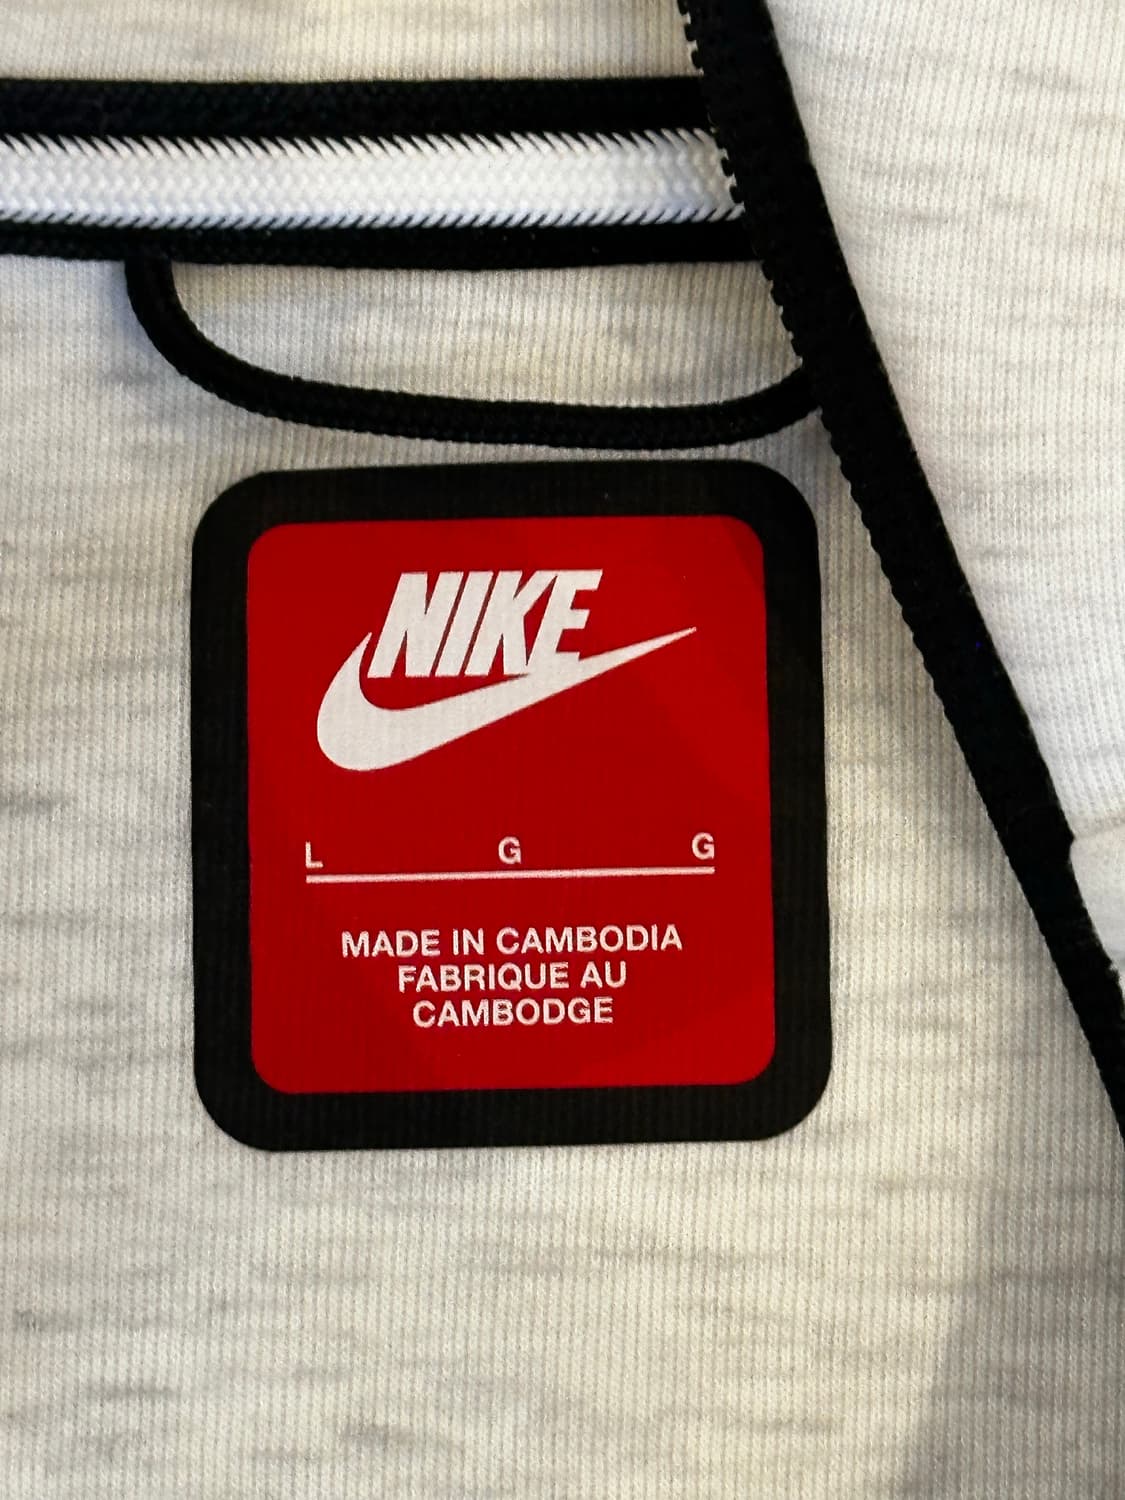 NIKE
L G G
MADE IN CAMBODIA
FABRIQUE AU
CAMBODGE